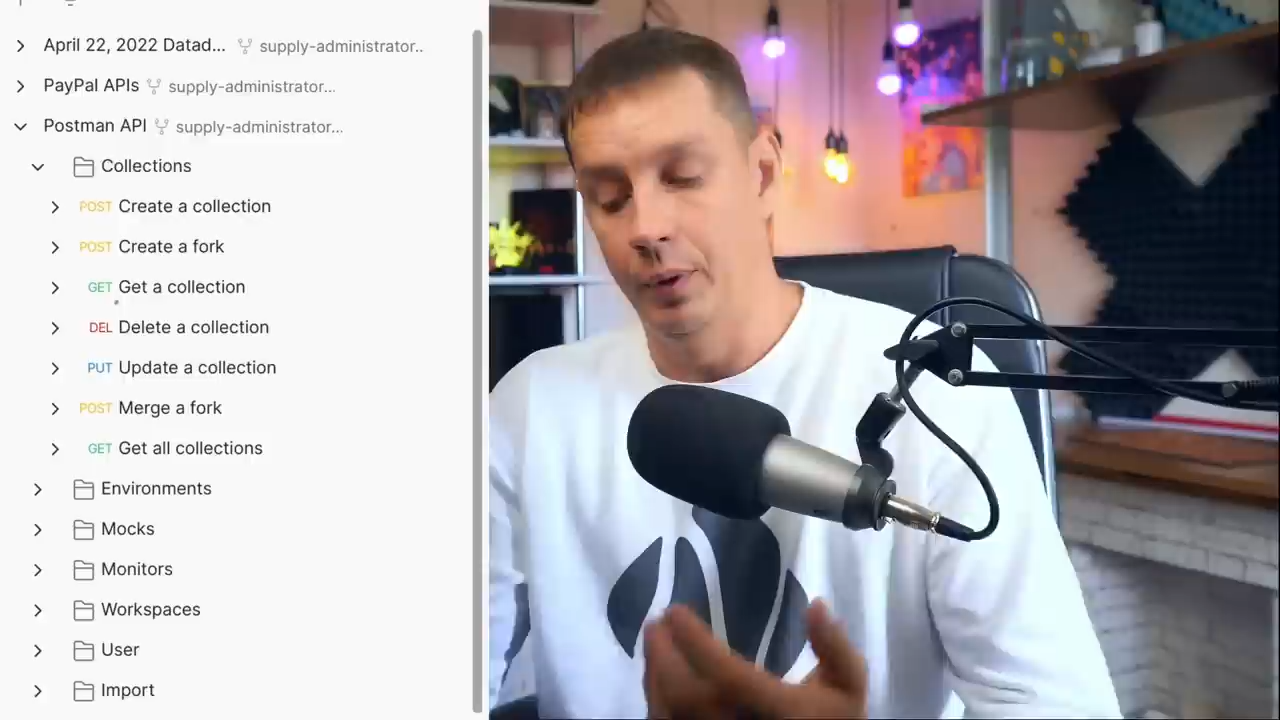 April 22, 2022 Datad... supply-administrator..
PayPal APIs supply-administrator...
Postman API supply-administrator...
Collections
POST Create a collection
POST Create a fork
GET Get a collection
DEL Delete a collection
PUT Update a collection
POST Merge a fork
GET Get all collections
Environments
Mocks
Monitors
Workspaces
User
Import